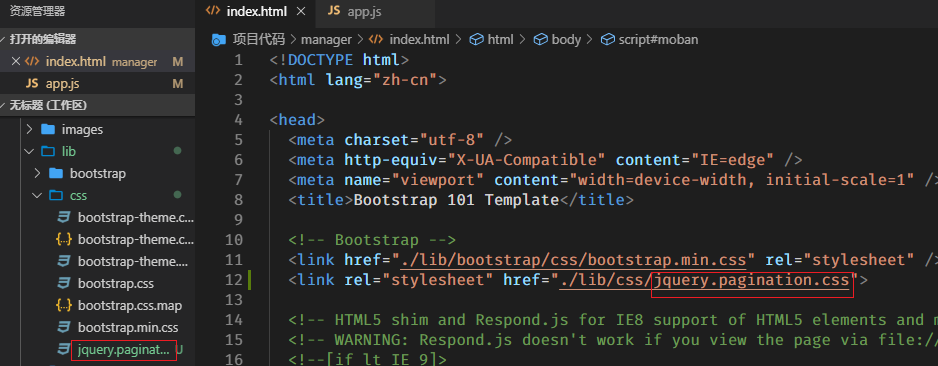 资源管理器
打开的编辑器
index.html manager M
JS app.js M
无标题 (工作区)
images
lib
bootstrap
css
bootstrap-theme.c...
{..} bootstrap-theme.c...
bootstrap-theme....
bootstrap.css
{..} bootstrap.css.map
bootstrap.min.css
jquery.paginat... U
index.html
JS app.js
项目代码 > manager > index.html > html > body > script#moban
1 <!DOCTYPE html>
2 <html lang="zh-cn">
3
4 <head>
5 <meta charset="utf-8" />
6 <meta http-equiv="X-UA-Compatible" content="IE=edge" />
7 <meta name="viewport" content="width=device-width, initial-scale=1" />
8 <title>Bootstrap 101 Template</title>
9
10 <!-- Bootstrap -->
11 <link href="./lib/bootstrap/css/bootstrap.min.css" rel="stylesheet" />
12 <link rel="stylesheet" href="./lib/css/jquery.pagination.css">
13
14 <!-- HTML5 shim and Respond.js for IE8 support of HTML5 elements and m
15 <!-- WARNING: Respond.js doesn't work if you view the page via file://
16 <!--[if lt IE 9]>